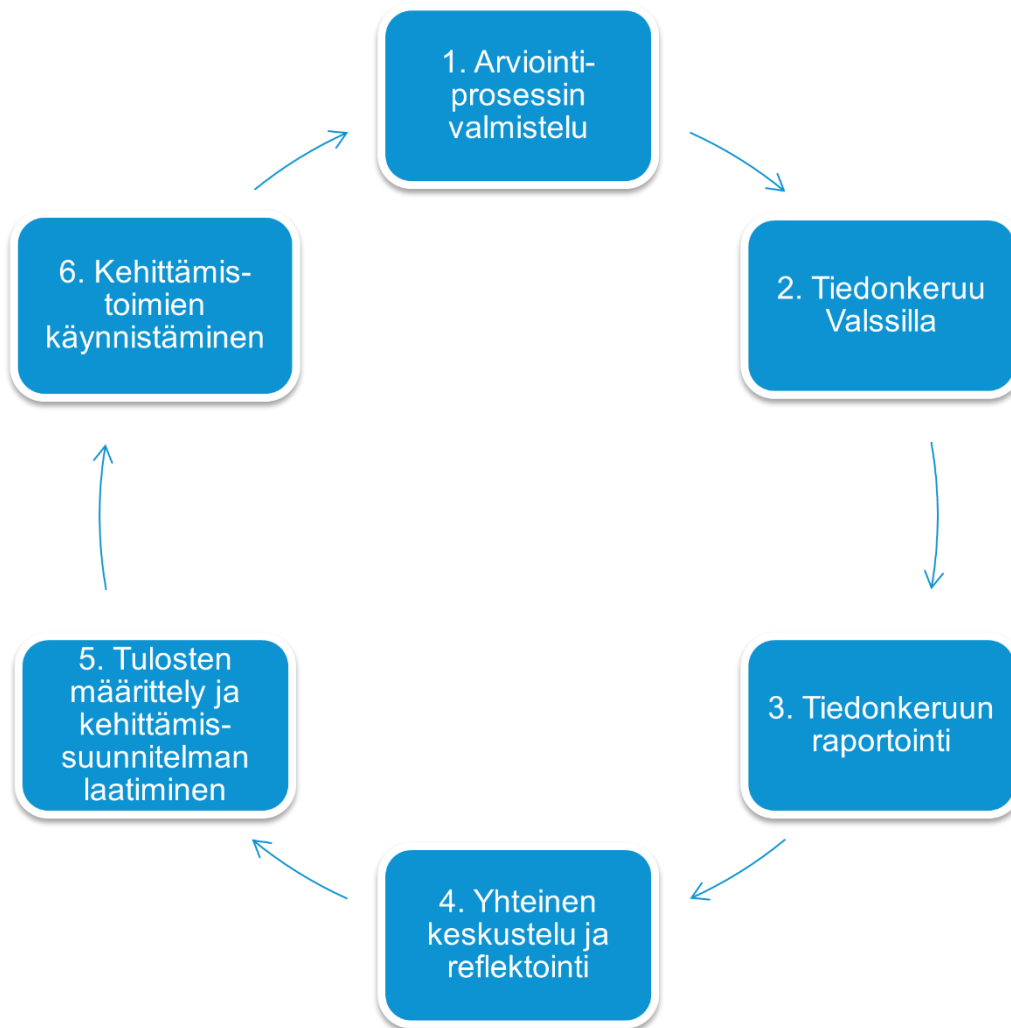 1. Arviointi-
prosessin
valmistelu
2. Tiedonkeruu
Valssilla
3. Tiedonkeruun
raportointi
4. Yhteinen
keskustelu ja
reflektointi
5. Tulosten
määrittely ja
kehittämis-
suunnitelman
laatiminen
6. Kehittämis-
toimien
käynnistäminen